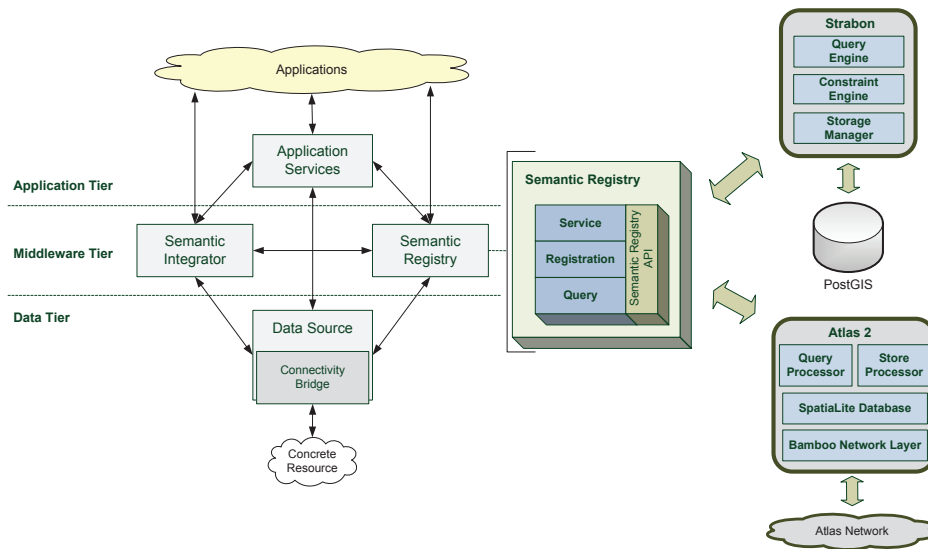 Applications
Application
Services
Application Tier
Semantic
Integrator
Semantic
Registry
Middleware Tier
Data Tier
Data Source
Connectivity
Bridge
Concrete
Resource
Semantic Registry
Service
Registration
Query
Semantic Registry
API
Strabon
Query
Engine
Constraint
Engine
Storage
Manager
PostGIS
Atlas 2
Query
Processor
Store
Processor
SpatiaLite Database
Bamboo Network Layer
Atlas Network